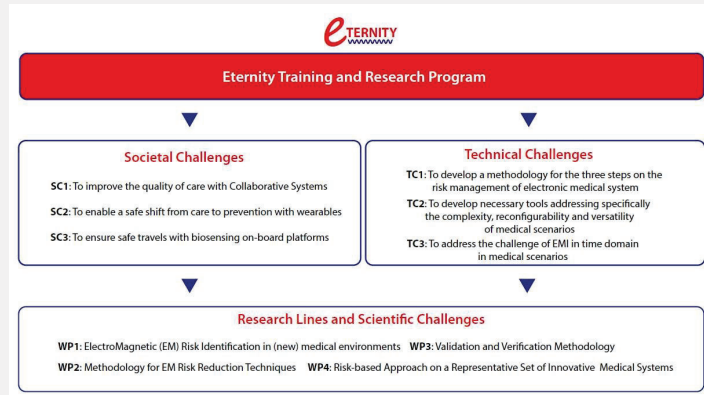 eTERNITY
Eternity Training and Research Program
Societal Challenges
SC1: To improve the quality of care with Collaborative Systems
SC2: To enable a safe shift from care to prevention with wearables
SC3: To ensure safe travels with biosensing on-board platforms
Technical Challenges
TC1: To develop a methodology for the three steps on the
risk management of electronic medical system
TC2: To develop necessary tools addressing specifically
the complexity, reconfigurability and versatility
of medical scenarios
TC3: To address the challenge of EMI in time domain
in medical scenarios
Research Lines and Scientific Challenges
WP1: ElectroMagnetic (EM) Risk Identification in (new) medical environments WP3: Validation and Verification Methodology
WP2: Methodology for EM Risk Reduction Techniques WP4: Risk-based Approach on a Representative Set of Innovative Medical Systems